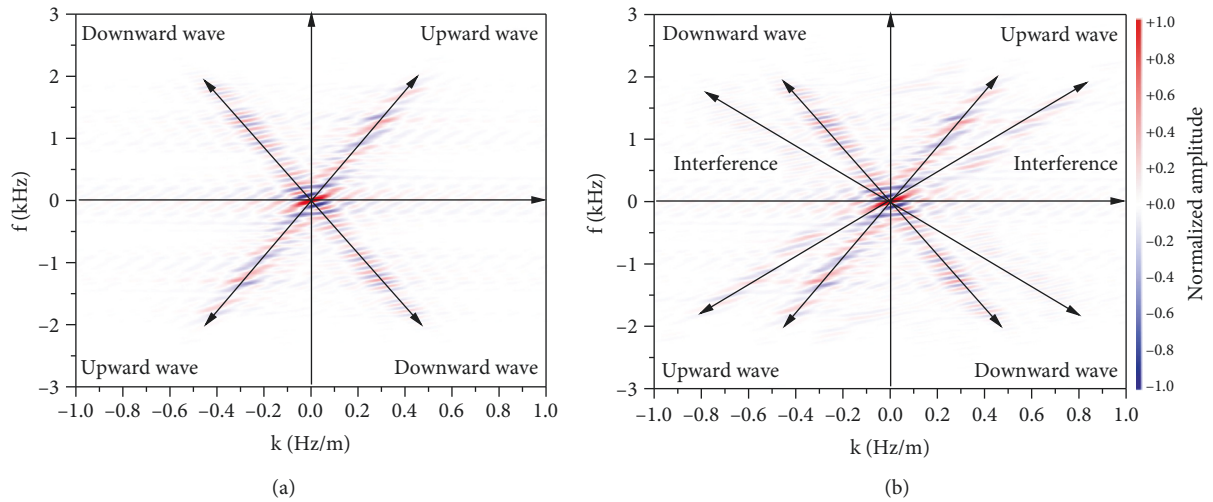 Downward wave Upward wave
3
2
1
0
−1
−2
−3
f (kHz)
Upward wave Downward wave
−1.0 −0.8 −0.6 −0.4 −0.2 0.0 0.2 0.4 0.6 0.8 1.0
k (Hz/m)
(a)
Downward wave Upward wave
Interference Interference
3
2
1
0
−1
−2
−3
f (kHz)
Upward wave Downward wave
−1.0 −0.8 −0.6 −0.4 −0.2 0.0 0.2 0.4 0.6 0.8 1.0
k (Hz/m)
(b)
+1.0
+0.8
+0.6
+0.4
+0.2
+0.0
−0.2
−0.4
−0.6
−0.8
−1.0
Normalized amplitude